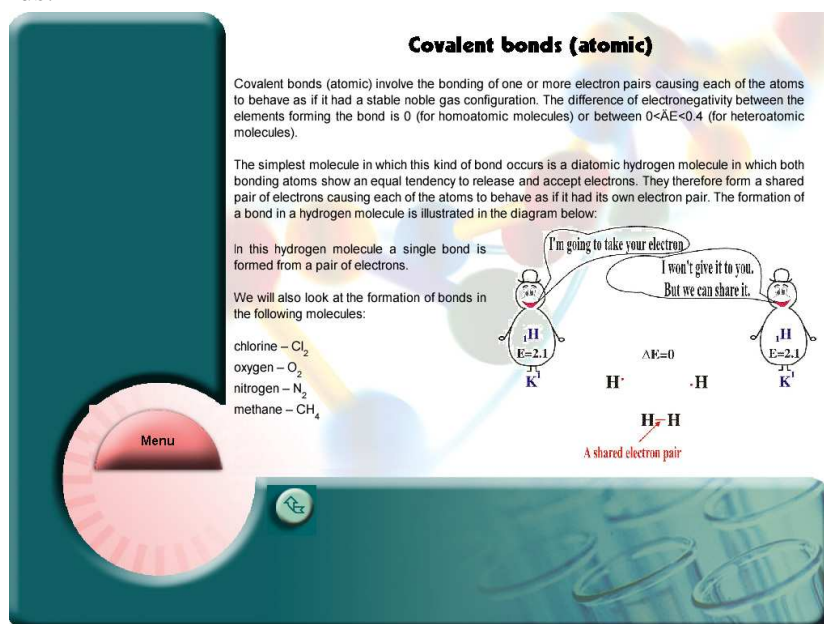 Covalent bonds (atomic)
Covalent bonds (atomic) involve the bonding of one or more electron pairs causing each of the atoms
to behave as if it had a stable noble gas configuration. The difference of electronegativity between the
elements forming the bond is 0 (for homoatomic molecules) or between 0<ÄE<0.4 (for heteroatomic
molecules).
The simplest molecule in which this kind of bond occurs is a diatomic hydrogen molecule in which both
bonding atoms show an equal tendency to release and accept electrons. They therefore form a shared
pair of electrons causing each of the atoms to behave as if it had its own electron pair. The formation of
a bond in a hydrogen molecule is illustrated in the diagram below:
In this hydrogen molecule a single bond is
formed from a pair of electrons.
We will also look at the formation of bonds in
the following molecules:
chlorine – Cl₂
oxygen – O₂
nitrogen – N₂
methane – CH₄
I'm going to take your electron
I won't give it to you.
But we can share it.
₁H
E=2.1
K¹
₁H
E=2.1
K¹
ΔE=0
H· ·H
H–H
A shared electron pair
Menu